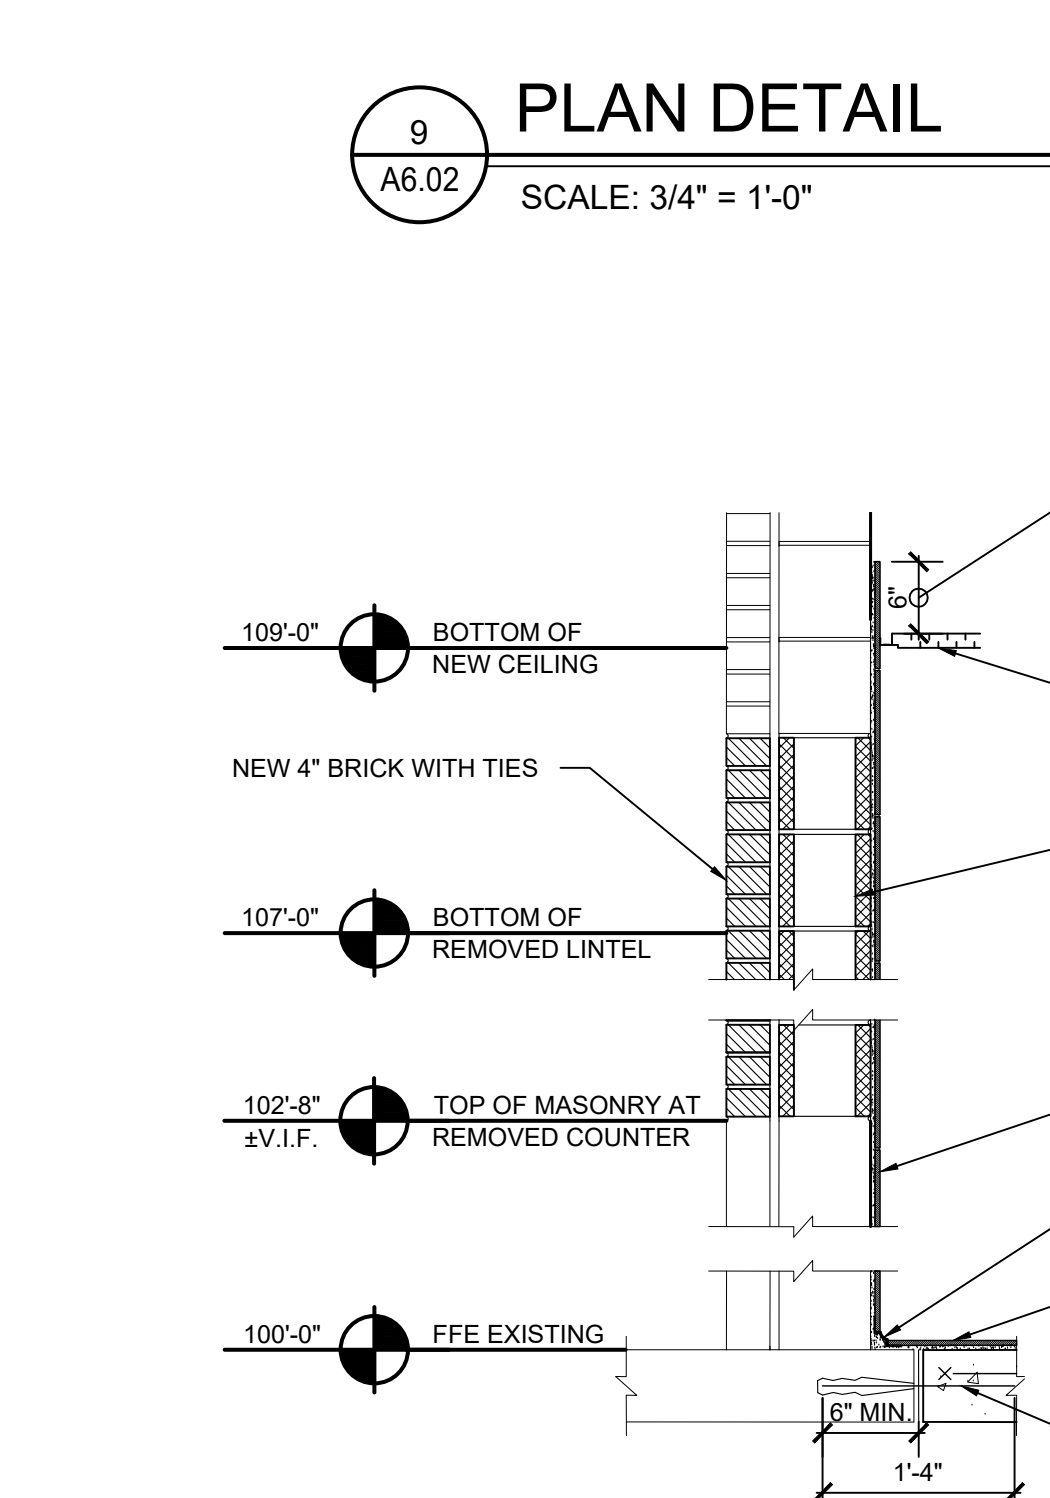 PLAN DETAIL
9
A6.02
SCALE: 3/4" = 1'-0"
6"
109'-0"
BOTTOM OF
NEW CEILING
NEW 4" BRICK WITH TIES
107'-0"
BOTTOM OF
REMOVED LINTEL
102'-8"
±V.I.F.
TOP OF MASONRY AT
REMOVED COUNTER
100'-0"
FFE EXISTING
6" MIN.
1'-4"